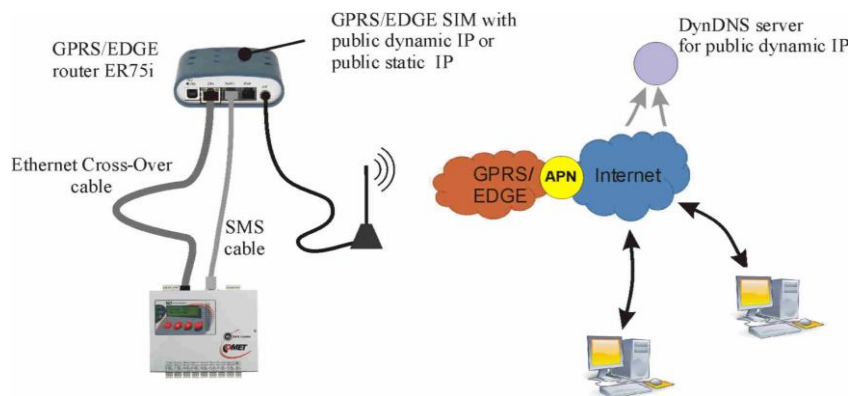 GPRS/EDGE
router ER75i
GPRS/EDGE SIM with
public dynamic IP or
public static IP
DynDNS server
for public dynamic IP
Ethernet Cross-Over
cable
SMS
cable
GPRS/
EDGE
APN
Internet
COMET